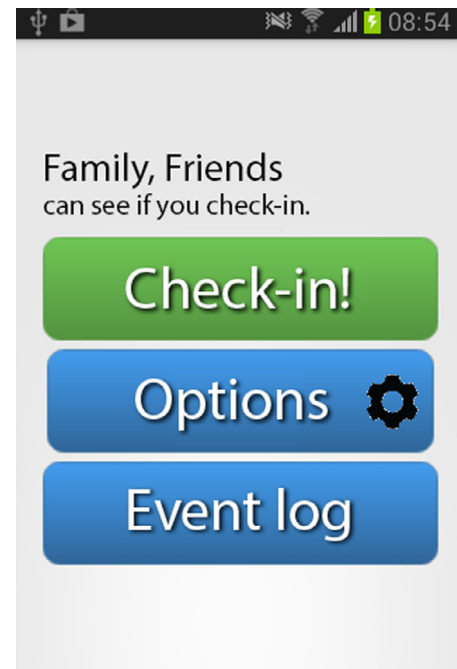 08:54
Family, Friends
can see if you check-in.
Check-in!
Options
Event log